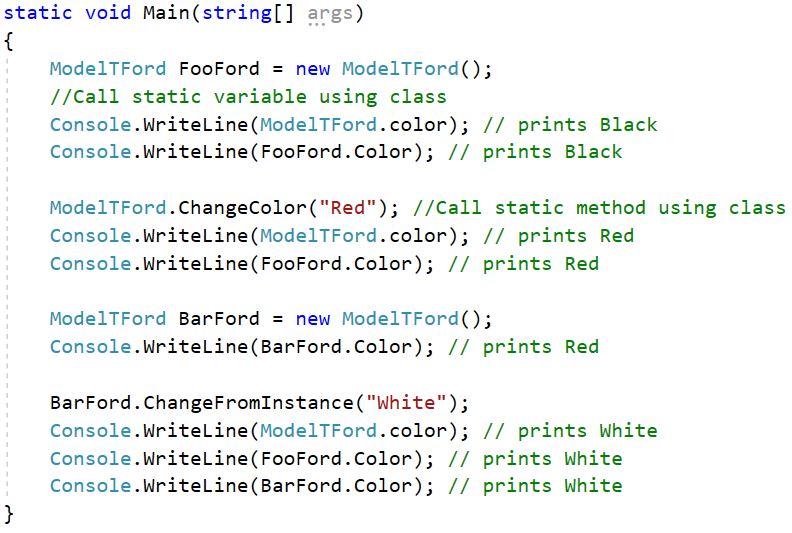 static void Main(string[] args)
{
    ModelTFord FooFord = new ModelTFord();
    //Call static variable using class
    Console.WriteLine(ModelTFord.color); // prints Black
    Console.WriteLine(FooFord.Color); // prints Black

    ModelTFord.ChangeColor("Red"); //Call static method using class
    Console.WriteLine(ModelTFord.color); // prints Red
    Console.WriteLine(FooFord.Color); // prints Red

    ModelTFord BarFord = new ModelTFord();
    Console.WriteLine(BarFord.Color); // prints Red

    BarFord.ChangeFromInstance("White");
    Console.WriteLine(ModelTFord.color); // prints White
    Console.WriteLine(FooFord.Color); // prints White
    Console.WriteLine(BarFord.Color); // prints White
}